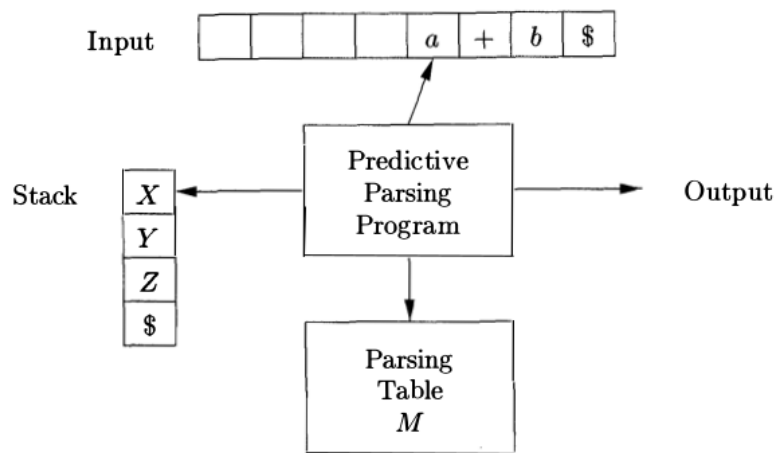 Input a + b $
Predictive
Parsing
Program
Stack X
Y
Z
$
Output
Parsing
Table
M